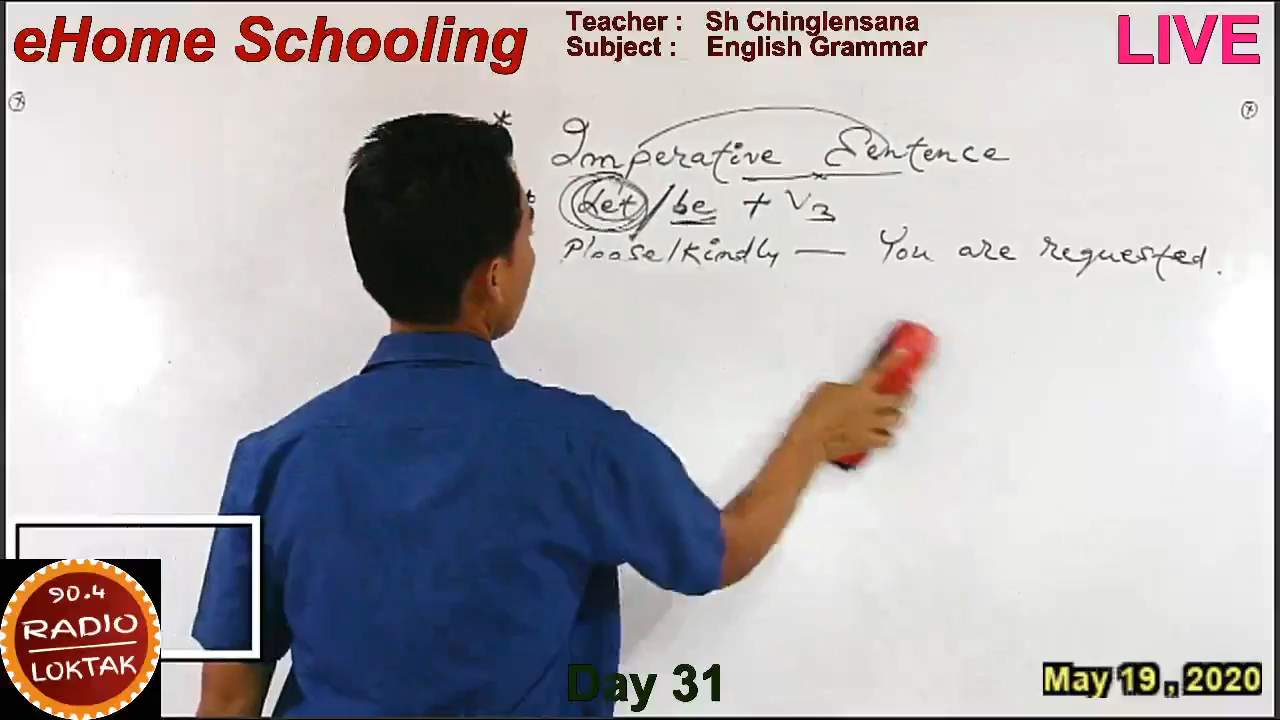 eHome Schooling
Teacher : Sh Chinglensana
Subject : English Grammar
LIVE
* Imperative Sentence
* Let/be + V3
Please/Kindly — You are requested.
90.4
RADIO
LOKTAK
Day 31
May 19 , 2020